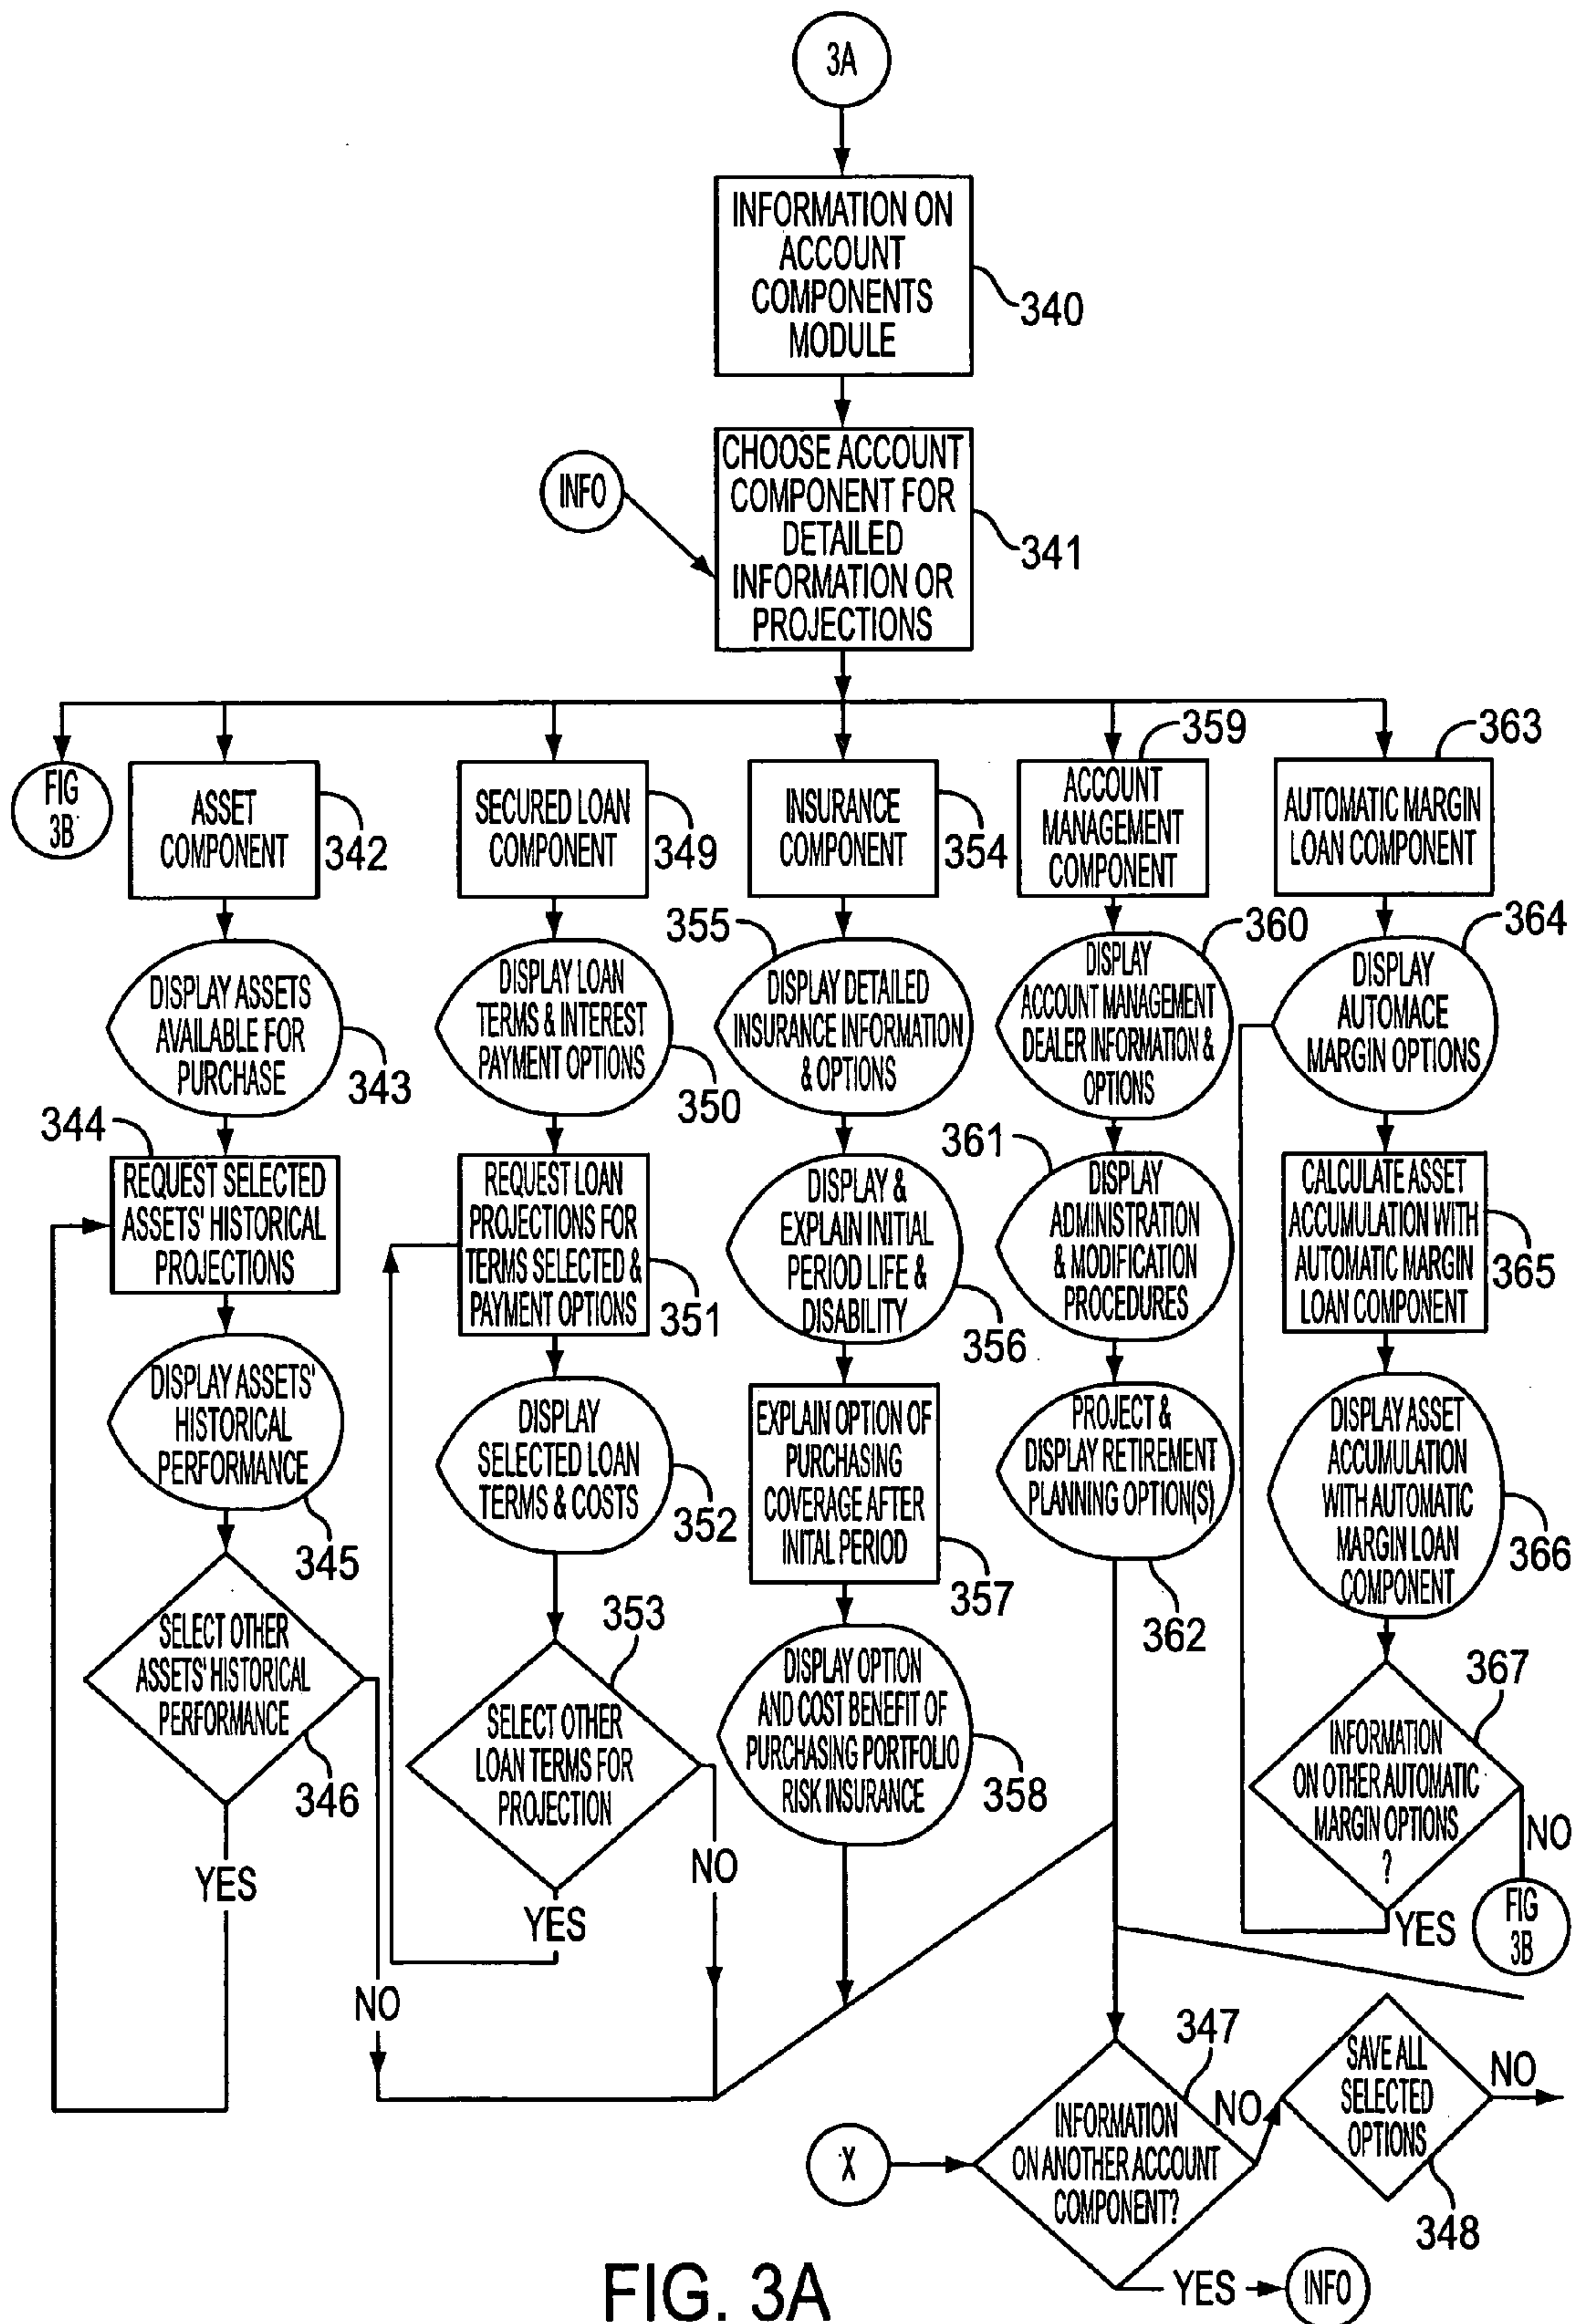 3A
INFORMATION ON
ACCOUNT
COMPONENTS
MODULE
340
CHOOSE ACCOUNT
COMPONENT FOR
DETAILED
INFORMATION OR
PROJECTIONS
341
INFO
FIG
3B
ASSET
COMPONENT
342
DISPLAY ASSETS
AVAILABLE FOR
PURCHASE
343
344
REQUEST SELECTED
ASSETS' HISTORICAL
PROJECTIONS
DISPLAY ASSETS'
HISTORICAL
PERFORMANCE
345
SELECT OTHER
ASSETS' HISTORICAL
PERFORMANCE
346
YES
NO
SECURED LOAN
COMPONENT
349
DISPLAY LOAN
TERMS & INTEREST
PAYMENT OPTIONS
350
REQUEST LOAN
PROJECTIONS FOR
TERMS SELECTED &
PAYMENT OPTIONS
351
DISPLAY
SELECTED LOAN
TERMS & COSTS
352
353
SELECT OTHER
LOAN TERMS FOR
PROJECTION
YES
NO
INSURANCE
COMPONENT
354
355
DISPLAY DETAILED
INSURANCE INFORMATION
& OPTIONS
DISPLAY &
EXPLAIN INITIAL
PERIOD LIFE &
DISABILITY
356
EXPLAIN OPTION OF
PURCHASING
COVERAGE AFTER
INITAL PERIOD
357
DISPLAY OPTION
AND COST BENEFIT OF
PURCHASING PORTFOLIO
RISK INSURANCE
358
359
ACCOUNT
MANAGEMENT
COMPONENT
360
DISPLAY
ACCOUNT MANAGEMENT
DEALER INFORMATION &
OPTIONS
361
DISPLAY
ADMINISTRATION
& MODIFICATION
PROCEDURES
PROJECT &
DISPLAY RETIREMENT
PLANNING OPTION(S)
362
363
AUTOMATIC MARGIN
LOAN COMPONENT
364
DISPLAY
AUTOMACE
MARGIN OPTIONS
CALCULATE ASSET
ACCUMULATION WITH
AUTOMATIC MARGIN
LOAN COMPONENT
365
DISPLAY ASSET
ACCUMULATION
WITH AUTOMATIC
MARGIN LOAN
COMPONENT
366
367
INFORMATION
ON OTHER AUTOMATIC
MARGIN OPTIONS
?
NO
YES
FIG
3B
X
347
INFORMATION
ON ANOTHER ACCOUNT
COMPONENT?
NO
SAVE ALL
SELECTED
OPTIONS
NO
348
YES
INFO
FIG. 3A